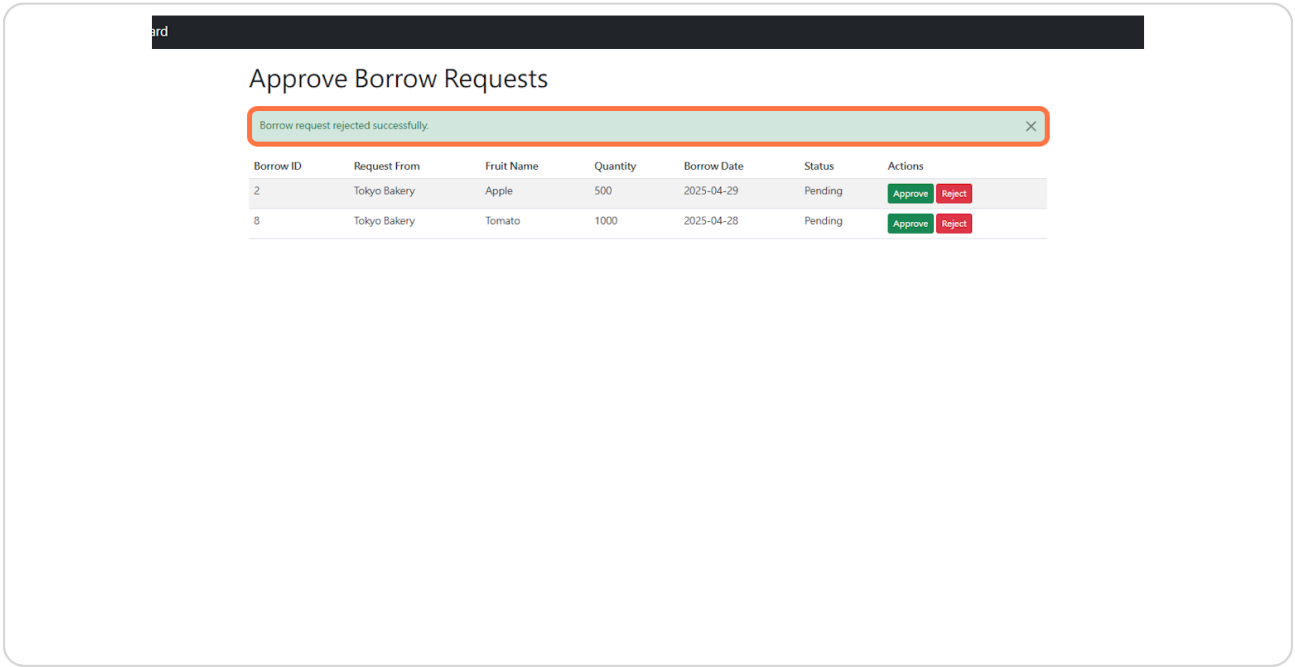 ard
Approve Borrow Requests
Borrow request rejected successfully.
Borrow ID Request From Fruit Name Quantity Borrow Date Status Actions
2 Tokyo Bakery Apple 500 2025-04-29 Pending Approve Reject
8 Tokyo Bakery Tomato 1000 2025-04-28 Pending Approve Reject